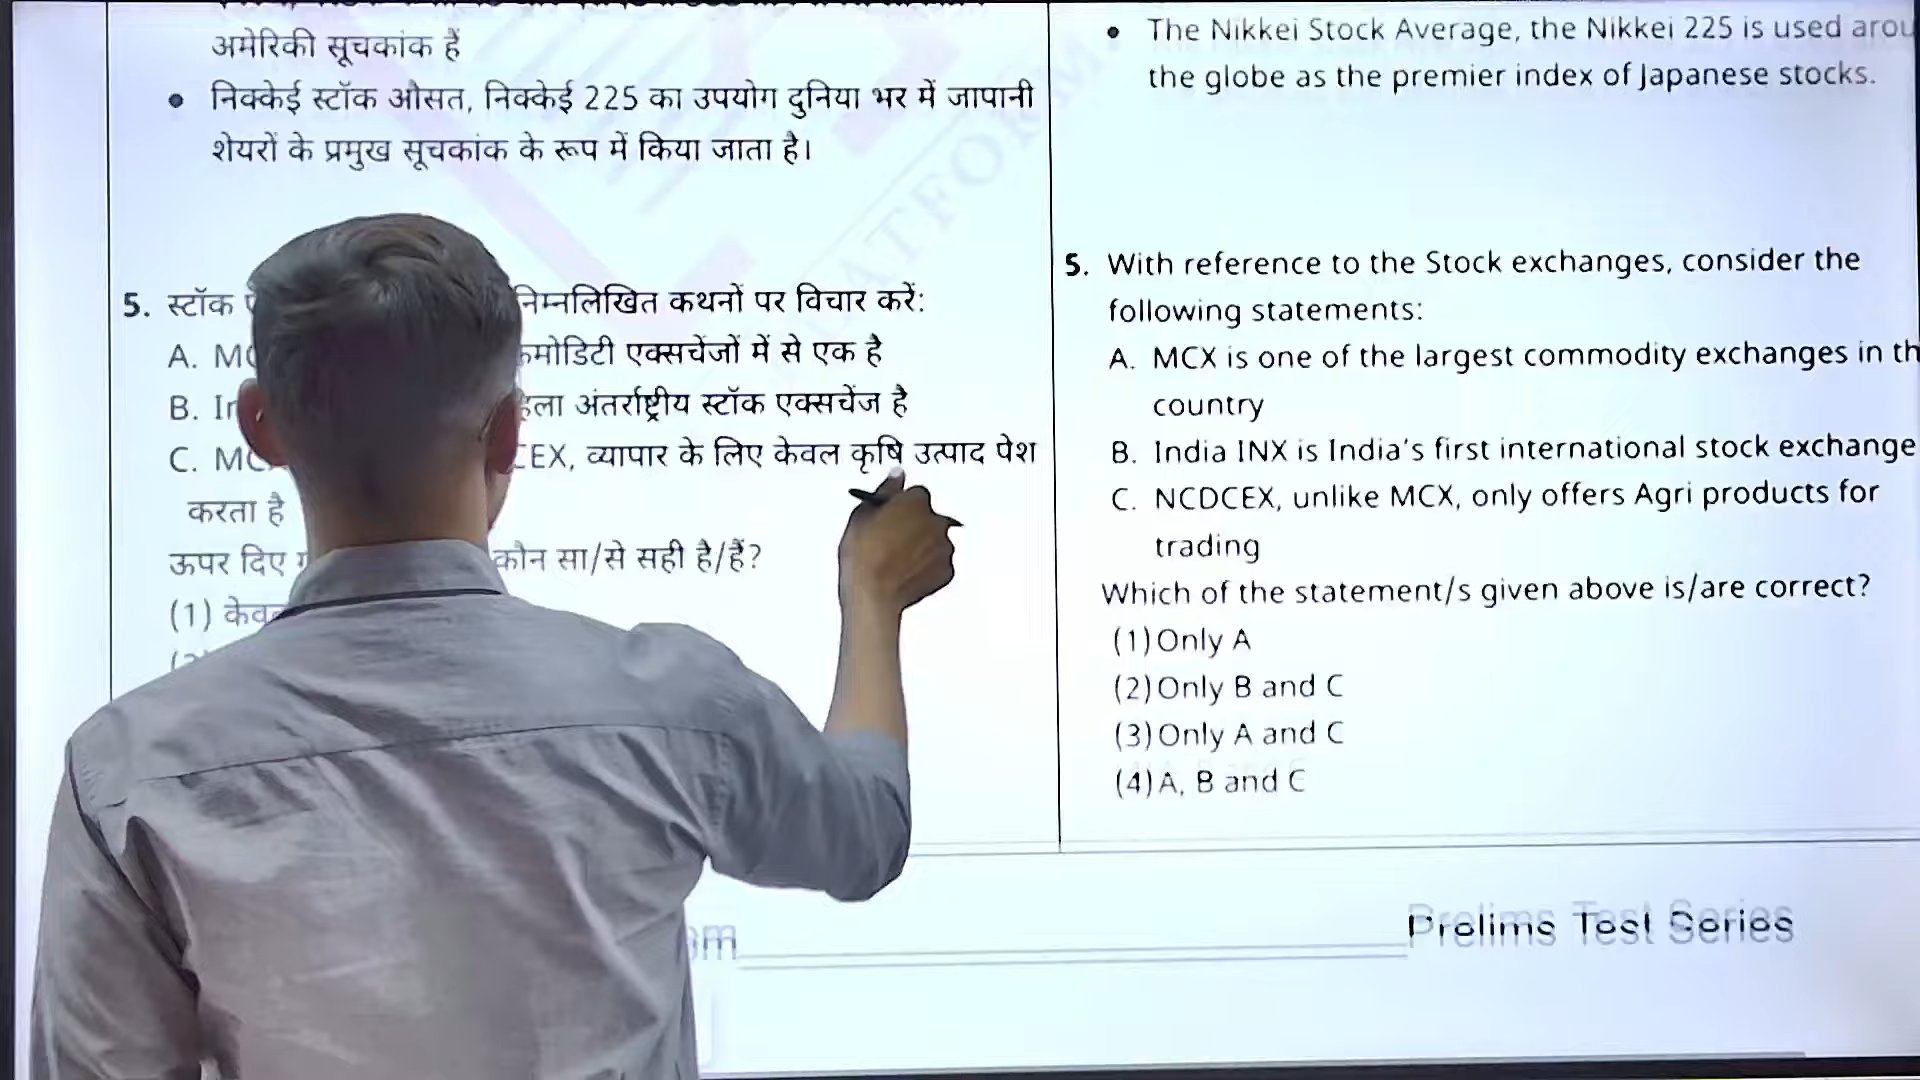 अमेरिकी सूचकांक हैं
• निक्केई स्टॉक औसत, निक्केई 225 का उपयोग दुनिया भर में जापानी
शेयरों के प्रमुख सूचकांक के रूप में किया जाता है।
5. स्टॉक निम्नलिखित कथनों पर विचार करें:
A. एक्सचेंजों में से एक है
B. अंतर्राष्ट्रीय स्टॉक एक्सचेंज है
C. व्यापार के लिए केवल कृषि उत्पाद पेश
करता है
ऊपर दिए कौन सा/से सही है/हैं?
(1)
• The Nikkei Stock Average, the Nikkei 225 is used
the globe as the premier index of Japanese stocks.
5. With reference to the Stock exchanges, consider the
following statements:
A. MCX is one of the largest commodity exchanges in
country
B. India INX is India's first international stock exchange
C. NCDCEX, unlike MCX, only offers Agri products for
trading
Which of the statement/s given above is/are correct?
(1) Only A
(2) Only B and C
(3) Only A and C
(4) A, B and C
Prelims Test Series